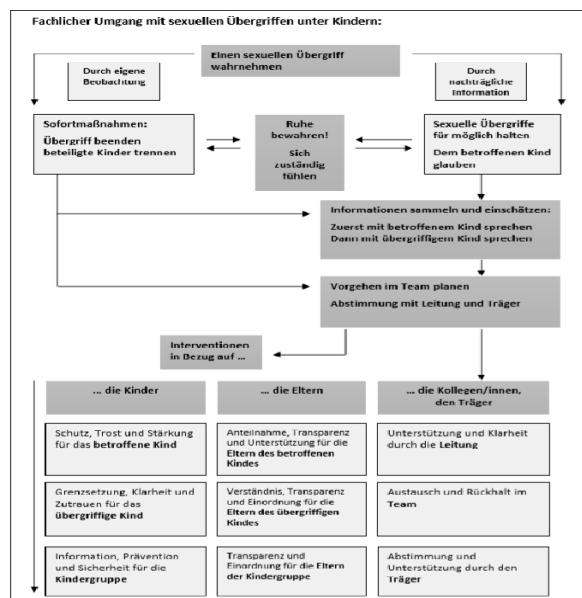 Fachlicher Umgang mit sexuellen Übergriffen unter Kindern:
Einen sexuellen Übergriff
wahrnehmen
Durch eigene
Beobachtung
Durch
nachträgliche
Information
Sofortmaßnahmen:
Übergriff beenden
beteiligte Kinder trennen
Ruhe
bewahren!
Sich
zuständig
fühlen
Sexuelle Übergriffe
für möglich halten
Dem betroffenen Kind
glauben
Informationen sammeln und einschätzen:
Zuerst mit betroffenem Kind sprechen
Dann mit übergriffigem Kind sprechen
Vorgehen im Team planen
Abstimmung mit Leitung und Träger
Interventionen
in Bezug auf ...
... die Kinder
... die Eltern
... die Kollegen/innen,
den Träger
Schutz, Trost und Stärkung
für das betroffene Kind
Anteilnahme, Transparenz
und Unterstützung für die
Eltern des betroffenen
Kindes
Unterstützung und Klarheit
durch die Leitung
Grenzsetzung, Klarheit und
Zutrauen für das
übergriffige Kind
Verständnis, Transparenz
und Einordnung für die
Eltern des übergriffigen
Kindes
Austausch und Rückhalt im
Team
Information, Prävention
und Sicherheit für die
Kindergruppe
Transparenz und
Einordnung für die Eltern
der Kindergruppe
Abstimmung und
Unterstützung durch den
Träger